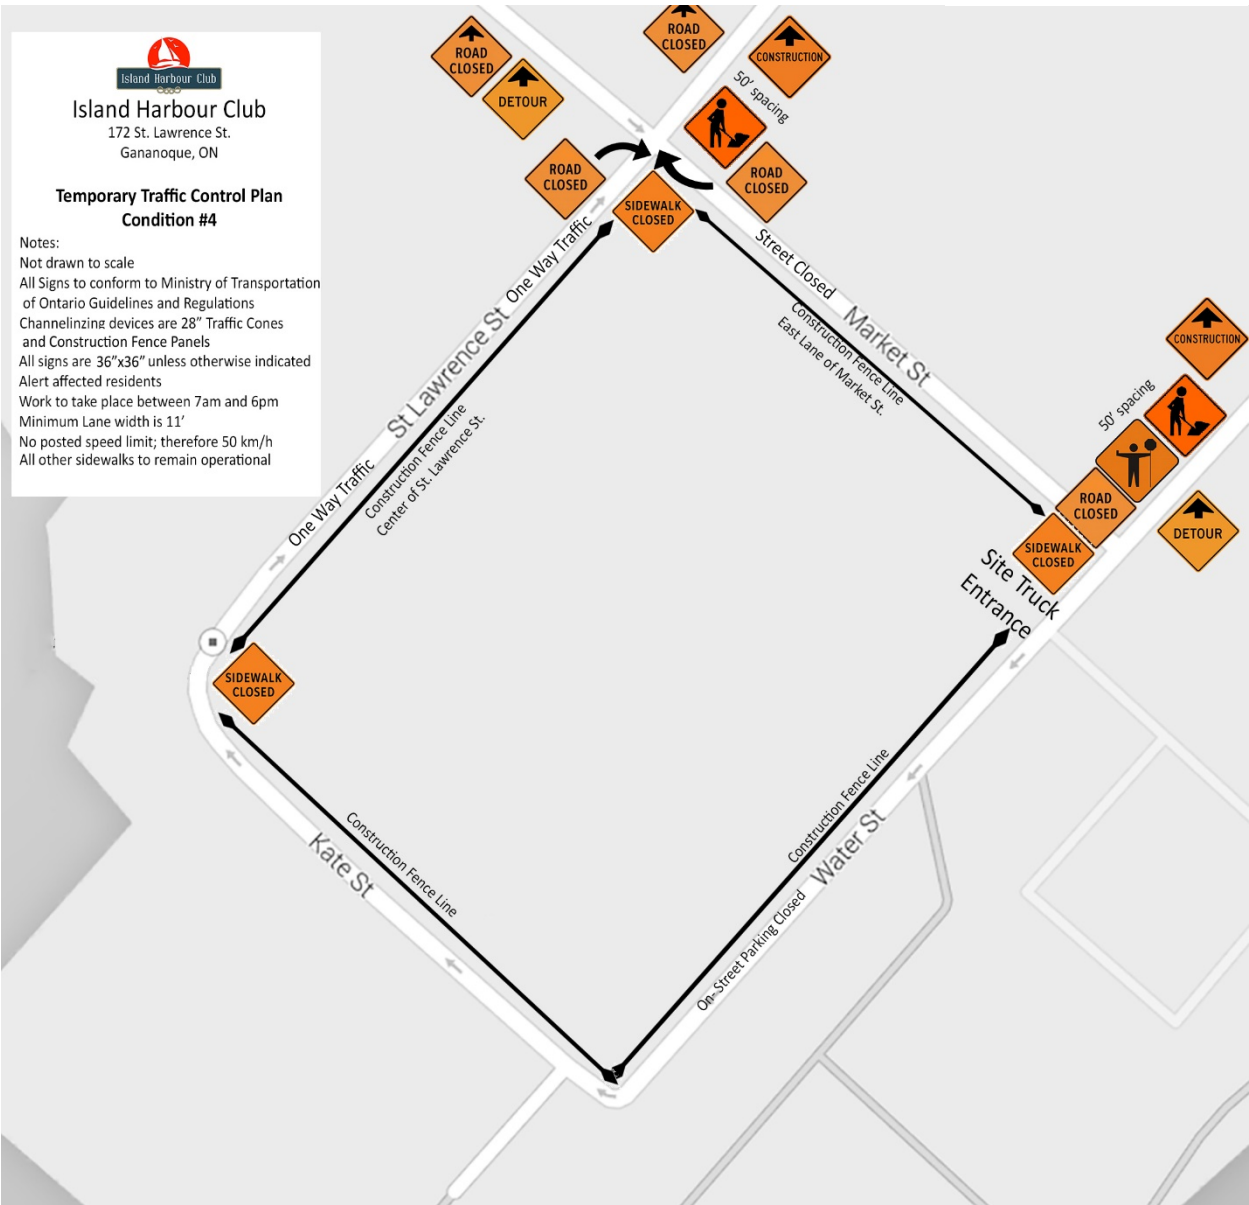 Island Harbour Club
Island Harbour Club
172 St. Lawrence St.
Gananoque, ON
Temporary Traffic Control Plan
Condition #4
Notes:
Not drawn to scale
All Signs to conform to Ministry of Transportation
of Ontario Guidelines and Regulations
Channelinzing devices are 28" Traffic Cones
and Construction Fence Panels
All signs are 36"x36" unless otherwise indicated
Alert affected residents
Work to take place between 7am and 6pm
Minimum Lane width is 11'
No posted speed limit; therefore 50 km/h
All other sidewalks to remain operational
ROAD
CLOSED
DETOUR
ROAD
CLOSED
CONSTRUCTION
50' spacing
ROAD
CLOSED
ROAD
CLOSED
SIDEWALK
CLOSED
One Way Traffic
St Lawrence St
One Way Traffic
Construction Fence Line
Center of St. Lawrence St.
Street Closed
Market St
Construction Fence Line
East Lane of Market St.
CONSTRUCTION
50' spacing
ROAD
CLOSED
DETOUR
SIDEWALK
CLOSED
Site Truck
Entrance
SIDEWALK
CLOSED
Construction Fence Line
Kate St
Construction Fence Line
Water St
On-Street Parking Closed